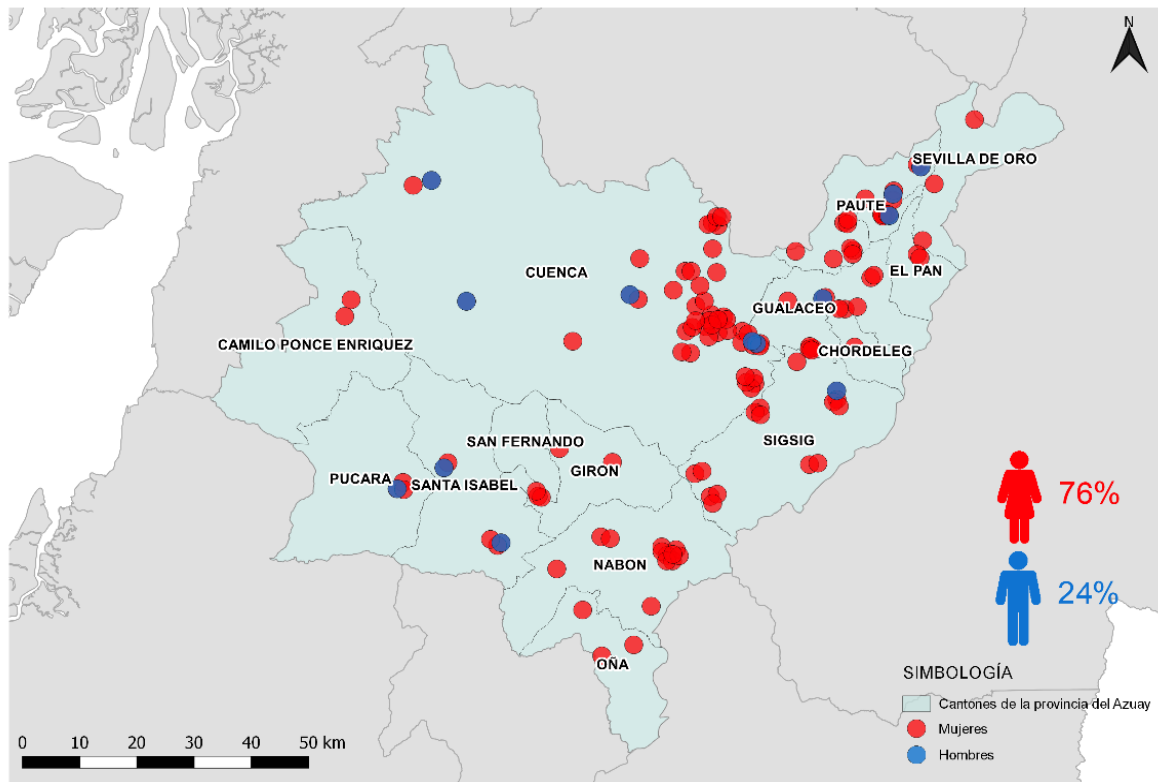 N
SEVILLA DE ORO
PAUTE
EL PAN
CUENCA
GUALACEO
CAMILO PONCE ENRIQUEZ
CHORDELEG
SAN FERNANDO
SIGSIG
GIRON
PUCARA
SANTA ISABEL
76%
NABON
24%
OÑA
SIMBOLOGÍA
Cantones de la provincia del Azuay
Mujeres
Hombres
0 10 20 30 40 50 km